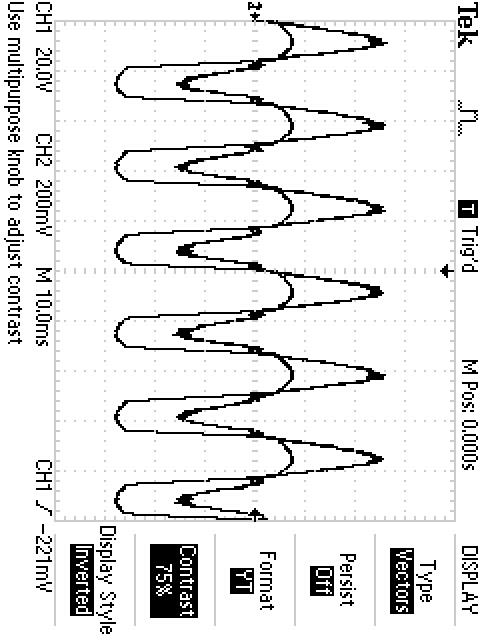 Tek
T Trig'd
M Pos: 0.000s
DISPLAY
Type
Vectors
Persist
Off
Format
YT
Contrast
75%
Display Style
Inverted
2
CH1 20.0V CH2 200mV M 10.0ms CH1 / -221mV
Use multipurpose knob to adjust contrast